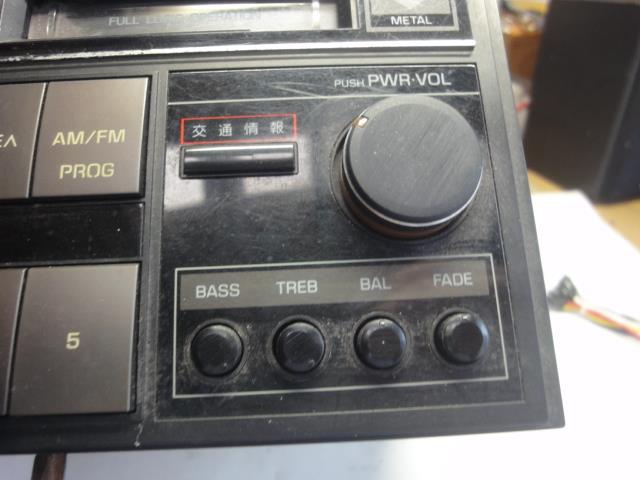 FULL LOGIC OPERATION
METAL
PUSH PWR·VOL
交通情報
AM/FM
PROG
BASS TREB BAL FADE
5